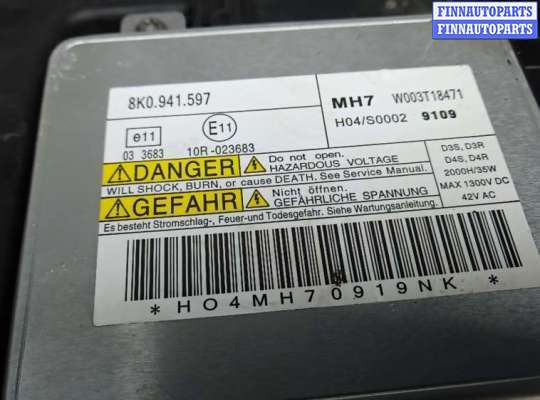 FINNAUTOPARTS
FINNAUTOPARTS
FINNAUTOPARTS
8K0.941.597
e11
03 3683
E11
10R-023683
MH7 W003T18471
H04/S0002 9109
DANGER
Do not open.
HAZARDOUS VOLTAGE
WILL SHOCK, BURN, or cause DEATH. See Service Manual.
GEFAHR
Nicht öffnen.
GEFÄHRLICHE SPANNUNG
Es besteht Stromschlag-, Feuer-und Todesgefahr. Siehe Wartungsanleitung.
D3S, D3R
D4S, D4R
2000H/35W
MAX 1300V DC
42V AC
*HO4MH70919NK*